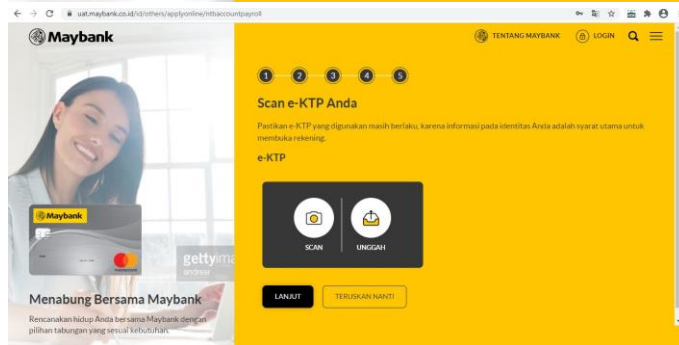 uat.maybank.co.id/id/others/applyonline/ntbaccountpayroll
Maybank
TENTANG MAYBANK
LOGIN
1 2 3 4 5
Scan e-KTP Anda
Pastikan e-KTP yang digunakan masih berlaku, karena informasi pada identitas Anda adalah syarat utama untuk
membuka rekening.
e-KTP
SCAN
UNGGAH
LANJUT
TERUSKAN NANTI
Maybank
mastercard
gettyima
Menabung Bersama Maybank
Rencanakan hidup Anda bersama Maybank dengan
pilihan tabungan yang sesuai kebutuhan.